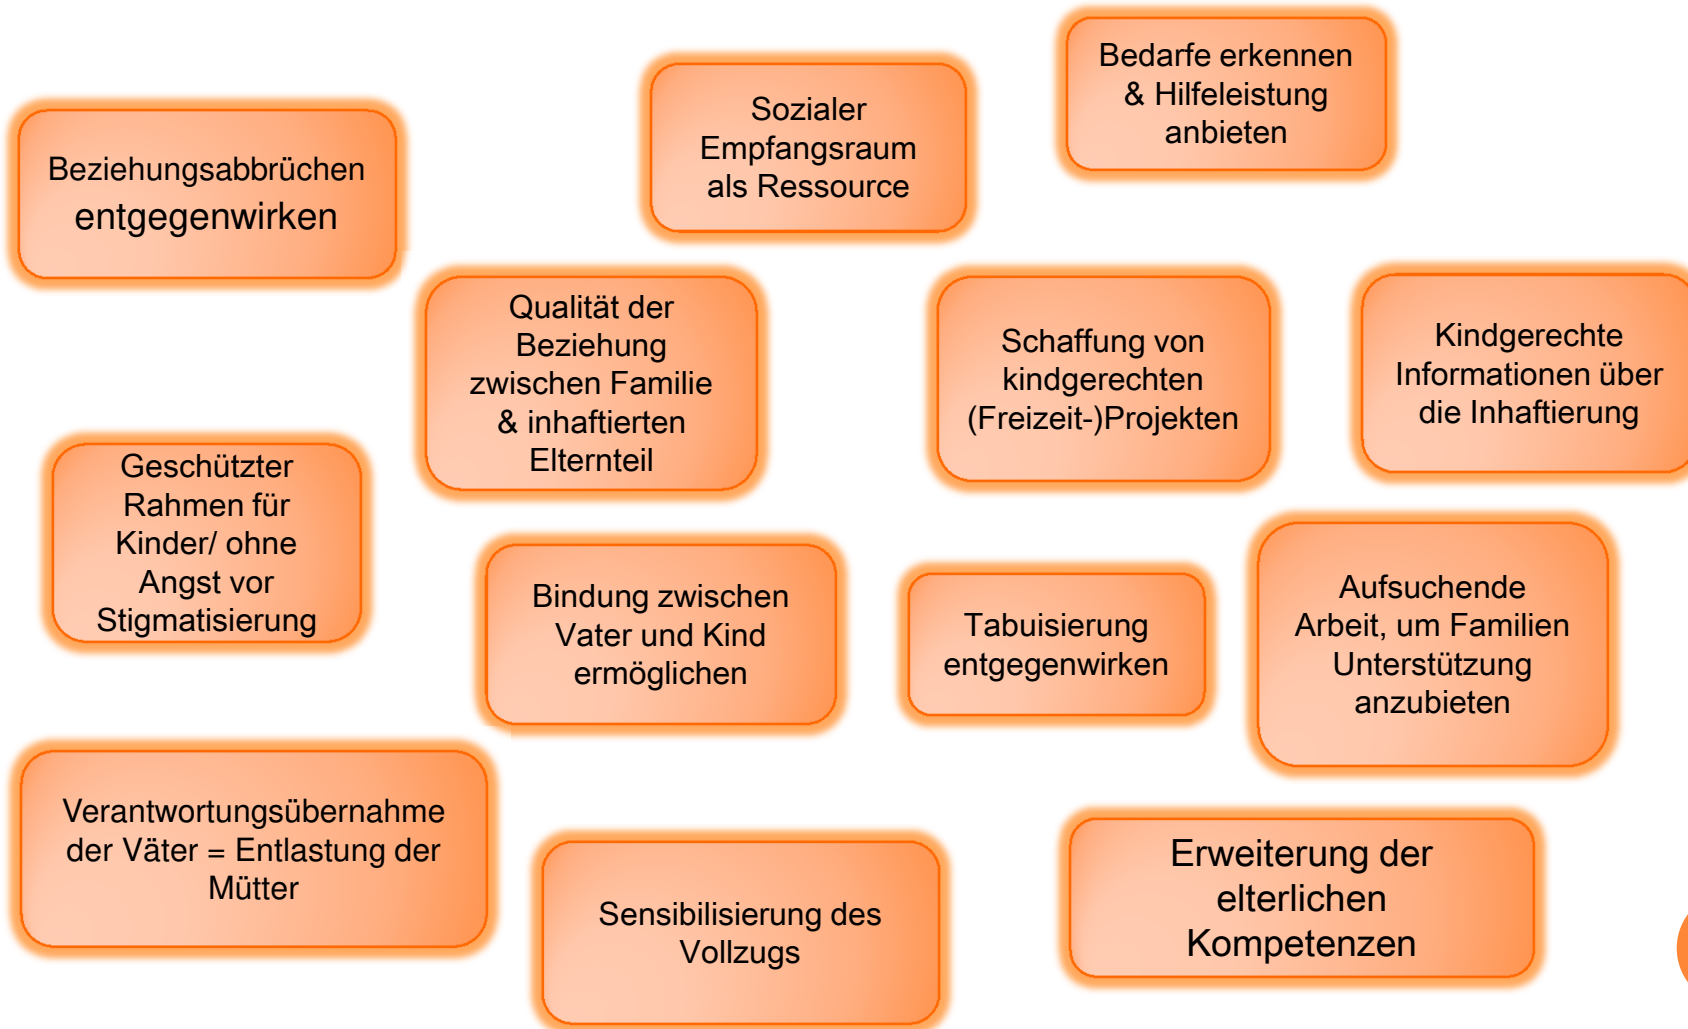 Bedarfe erkennen
& Hilfeleistung
anbieten
Sozialer
Empfangsraum
als Ressource
Beziehungsabbrüchen
entgegenwirken
Qualität der
Beziehung
zwischen Familie
& inhaftierten
Elternteil
Schaffung von
kindgerechten
(Freizeit-)Projekten
Kindgerechte
Informationen über
die Inhaftierung
Geschützter
Rahmen für
Kinder/ ohne
Angst vor
Stigmatisierung
Bindung zwischen
Vater und Kind
ermöglichen
Tabuisierung
entgegenwirken
Aufsuchende
Arbeit, um Familien
Unterstützung
anzubieten
Verantwortungsübernahme
der Väter = Entlastung der
Mütter
Sensibilisierung des
Vollzugs
Erweiterung der
elterlichen
Kompetenzen